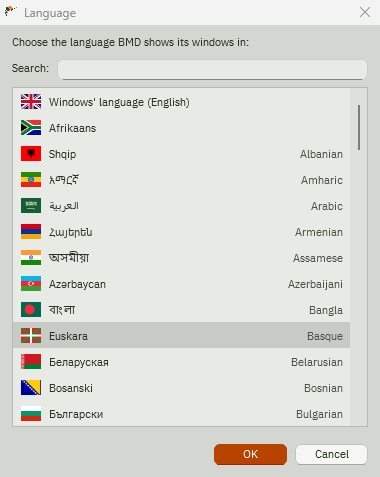 Language
Choose the language BMD shows its windows in:
Search:
Windows' language (English)
Afrikaans
Shqip Albanian
አማርኛ Amharic
العربية Arabic
Հայերեն Armenian
অসমীয়া Assamese
Azərbaycan Azerbaijani
বাংলা Bangla
Euskara Basque
Беларуская Belarusian
Bosanski Bosnian
Български Bulgarian
OK Cancel